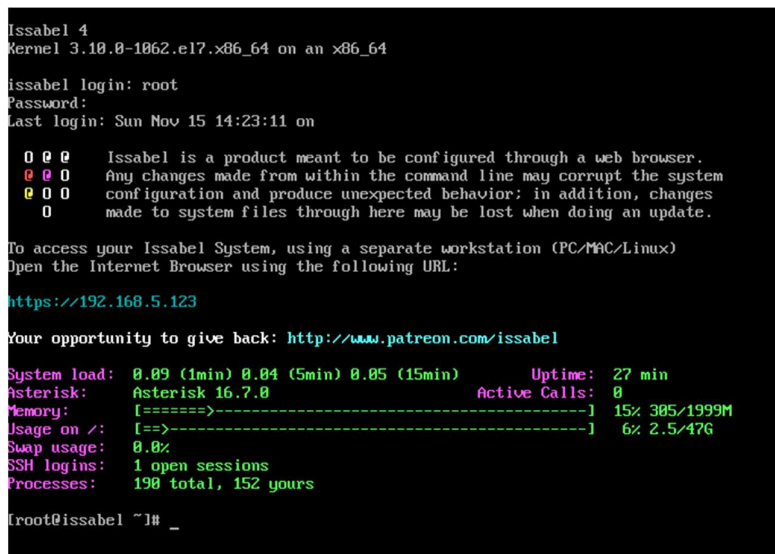 Issabel 4
Kernel 3.10.0-1062.el7.x86_64 on an x86_64
issabel login: root
Password:
Last login: Sun Nov 15 14:23:11 on
0 @ @ Issabel is a product meant to be configured through a web browser.
@ @ 0 Any changes made from within the command line may corrupt the system
@ 0 0 configuration and produce unexpected behavior; in addition, changes
0 made to system files through here may be lost when doing an update.
To access your Issabel System, using a separate workstation (PC/MAC/Linux)
Open the Internet Browser using the following URL:
https://192.168.5.123
Your opportunity to give back: http://www.patreon.com/issabel
System load: 0.09 (1min) 0.04 (5min) 0.05 (15min) Uptime: 27 min
Asterisk: Asterisk 16.7.0 Active Calls: 0
Memory: [=======>-----------------------------------------] 15% 305/1999M
Usage on /: [==>----------------------------------------------] 6% 2.5/47G
Swap usage: 0.0%
SSH logins: 1 open sessions
Processes: 190 total, 152 yours
[root@issabel ~]# _